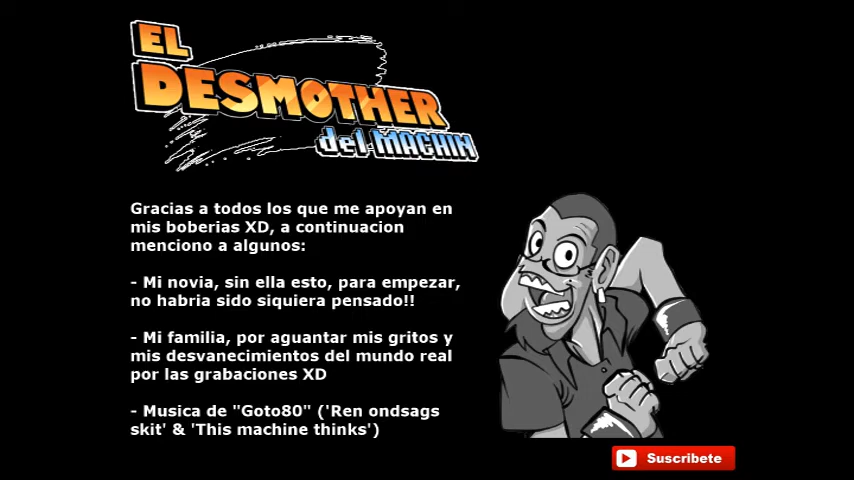 EL
DESMOTHER
del MACHIN
Gracias a todos los que me apoyan en
mis boberias XD, a continuacion
menciono a algunos:
- Mi novia, sin ella esto, para empezar,
no habria sido siquiera pensado!!
- Mi familia, por aguantar mis gritos y
mis desvanecimientos del mundo real
por las grabaciones XD
- Musica de "Goto80" ('Ren ondsags
skit' & 'This machine thinks')
Suscribete